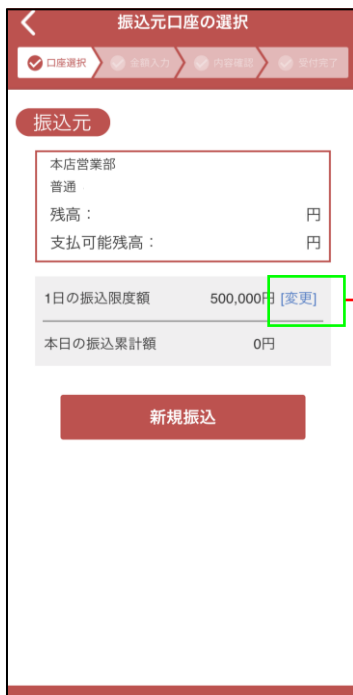 振込元口座の選択
口座選択 金額入力 内容確認 受付完了
振込元
本店営業部
普通
残高： 円
支払可能残高： 円
1日の振込限度額 500,000円 [変更]
本日の振込累計額 0円
新規振込